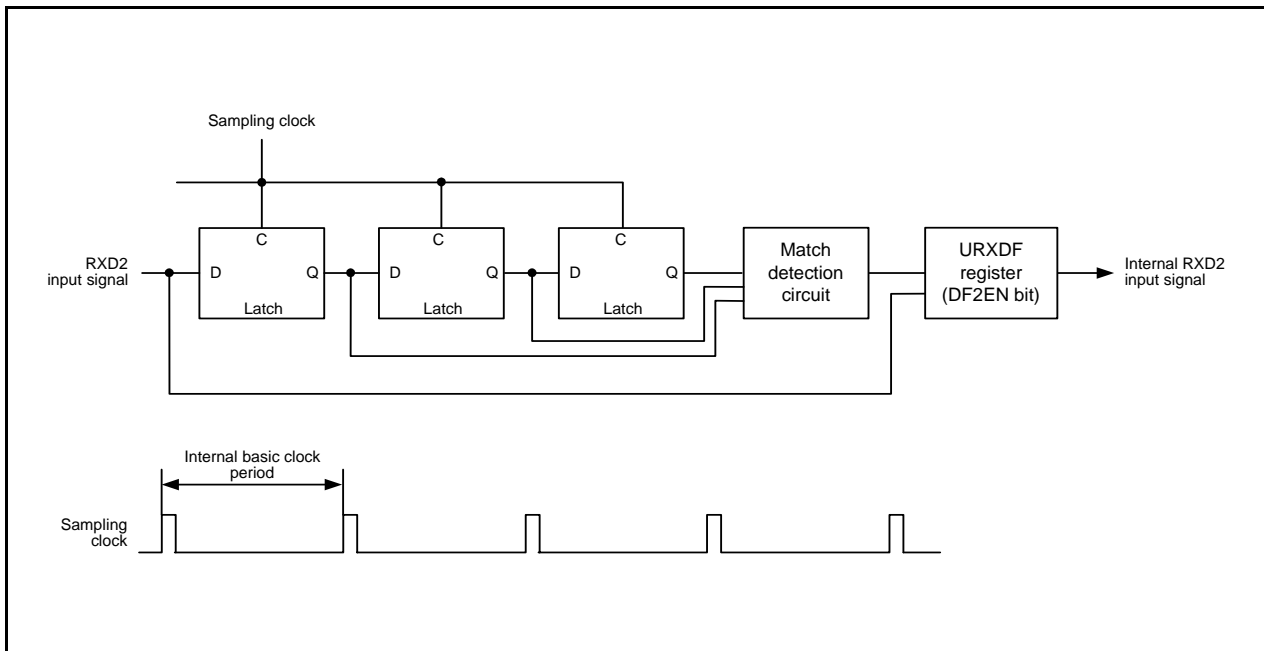 Sampling clock
C
C
C
RXD2
input signal
D
Q
Latch
D
Q
Latch
D
Q
Latch
Match
detection
circuit
URXDF
register
(DF2EN bit)
Internal RXD2
input signal
Internal basic clock
period
Sampling
clock